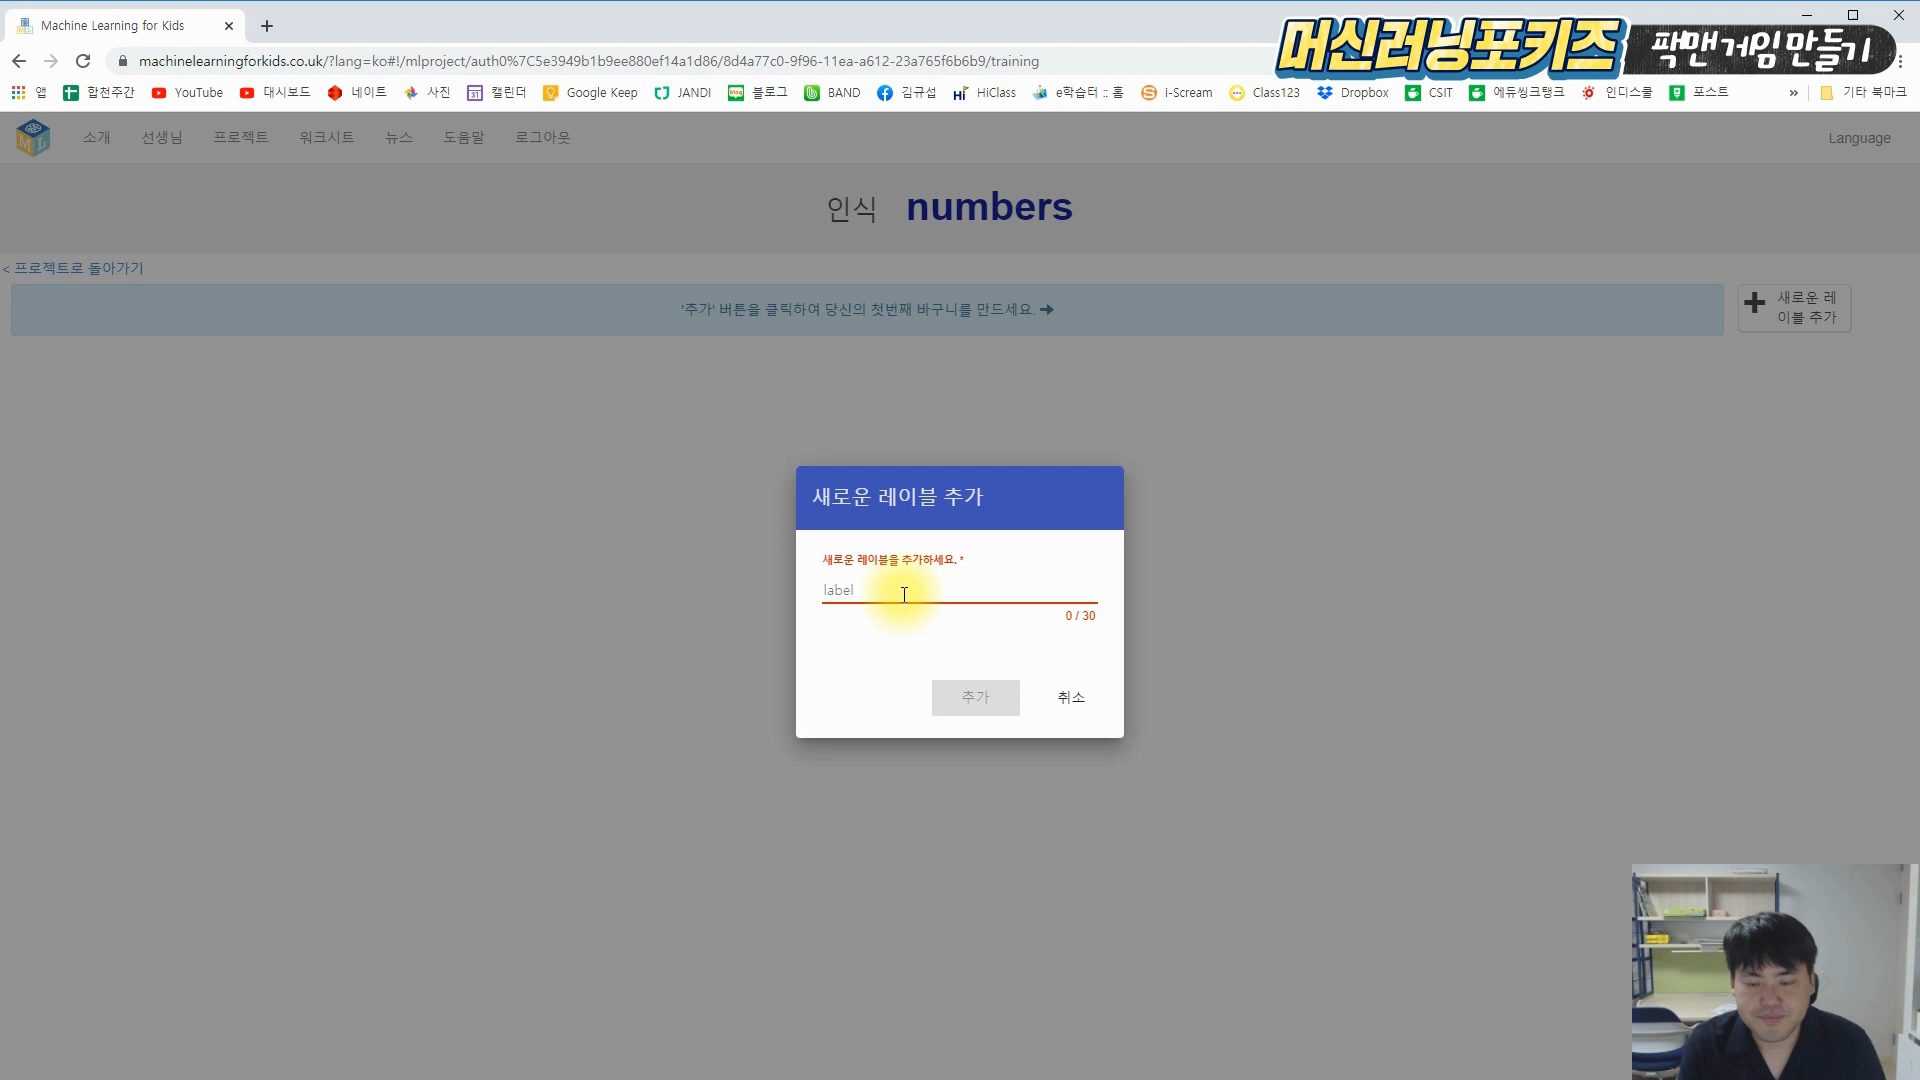 Machine Learning for Kids
머신러닝포키즈 팩맨게임만들기
machinelearningforkids.co.uk/?lang=ko#!/mlproject/auth0%7C5e3949b1b9ee880ef14a1d86/8d4a77c0-9f96-11ea-a612-23a765f6b6b9/training
앱 합천주간 YouTube 대시보드 네이트 사진 31 캘린더 Google Keep JANDI blog 블로그 BAND 김규섭 Hi HiClass e학습터 :: 홈 i-Scream Class123 Dropbox CSIT 에듀씽크탱크 인디스쿨 포스트 » 기타 북마크
ML 소개 선생님 프로젝트 워크시트 뉴스 도움말 로그아웃 Language
인식 numbers
< 프로젝트로 돌아가기
'추가' 버튼을 클릭하여 당신의 첫번째 바구니를 만드세요.
새로운 레
이블 추가
새로운 레이블 추가
새로운 레이블을 추가하세요. *
label
0 / 30
추가 취소